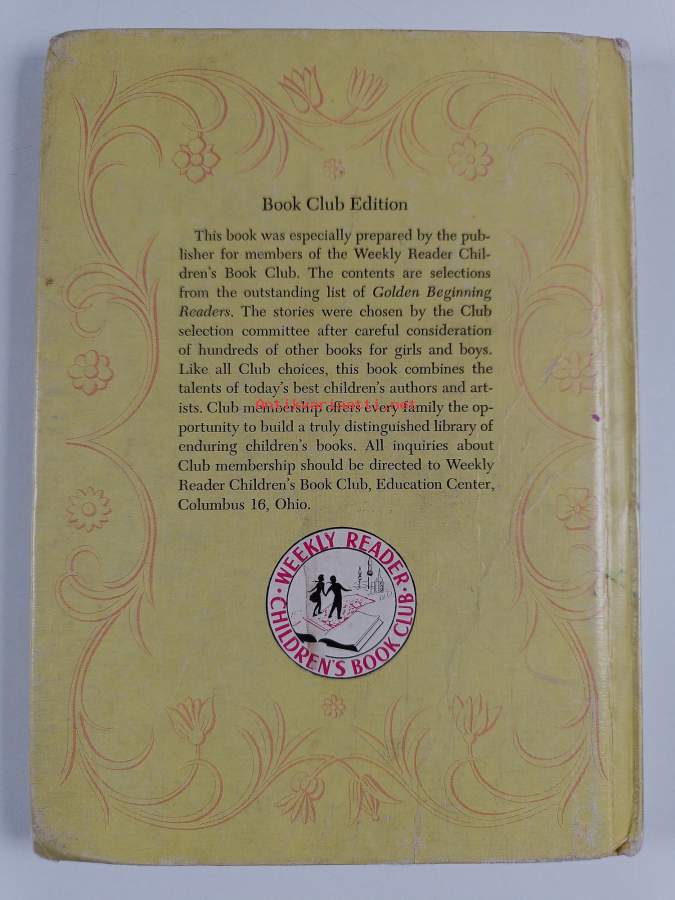 Book Club Edition
This book was especially prepared by the pub-
lisher for members of the Weekly Reader Chil-
dren's Book Club. The contents are selections
from the outstanding list of Golden Beginning
Readers. The stories were chosen by the Club
selection committee after careful consideration
of hundreds of other books for girls and boys.
Like all Club choices, this book combines the
talents of today's best children's authors and art-
ists. Club membership offers every family the op-
Antikvariaatti.net
portunity to build a truly distinguished library of
enduring children's books. All inquiries about
Club membership should be directed to Weekly
Reader Children's Book Club, Education Center,
Columbus 16, Ohio.
· WEEKLY READER ·
CHILDREN'S BOOK CLUB